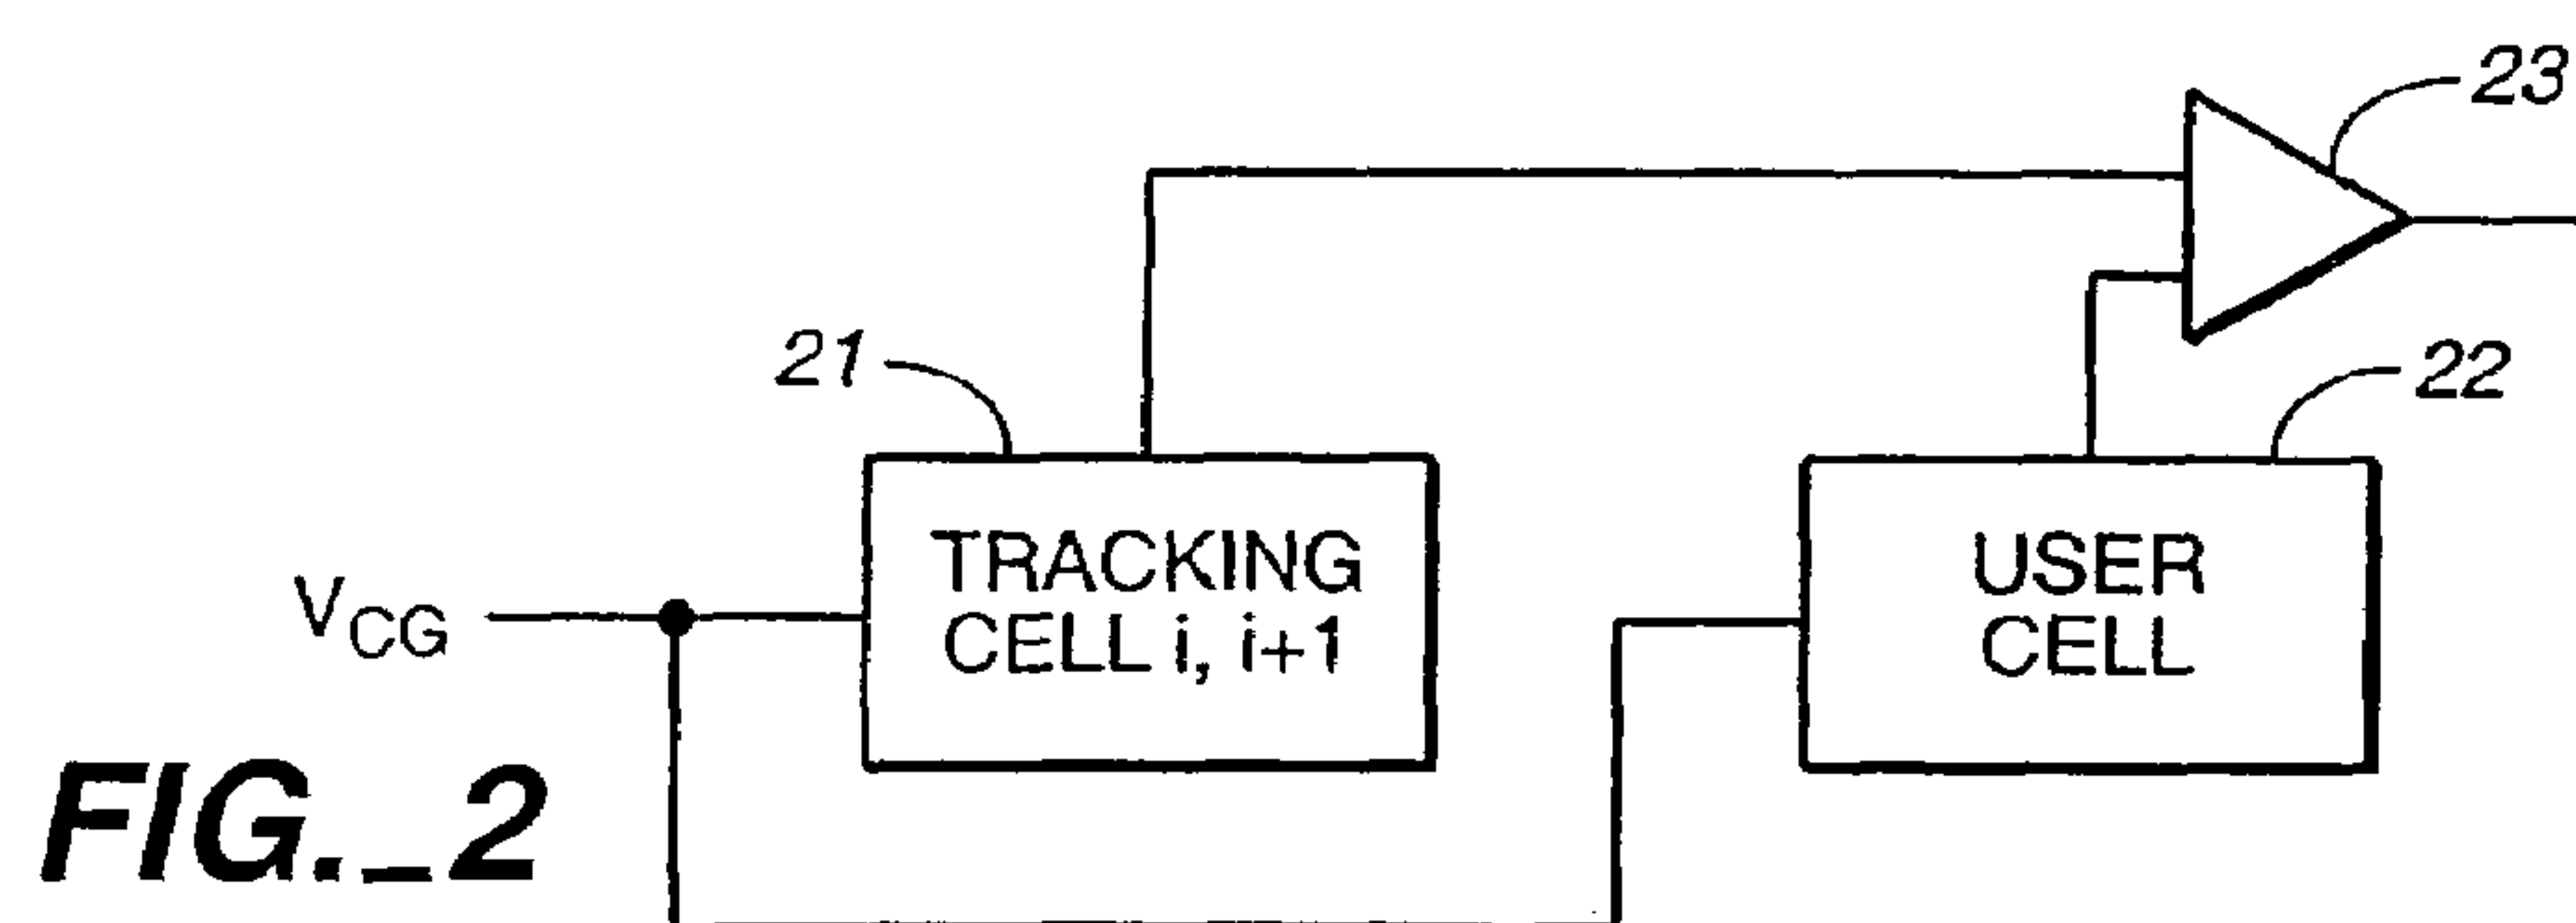 23
21
22
TRACKING
CELL i, i+1
USER
CELL
VCG
FIG._2